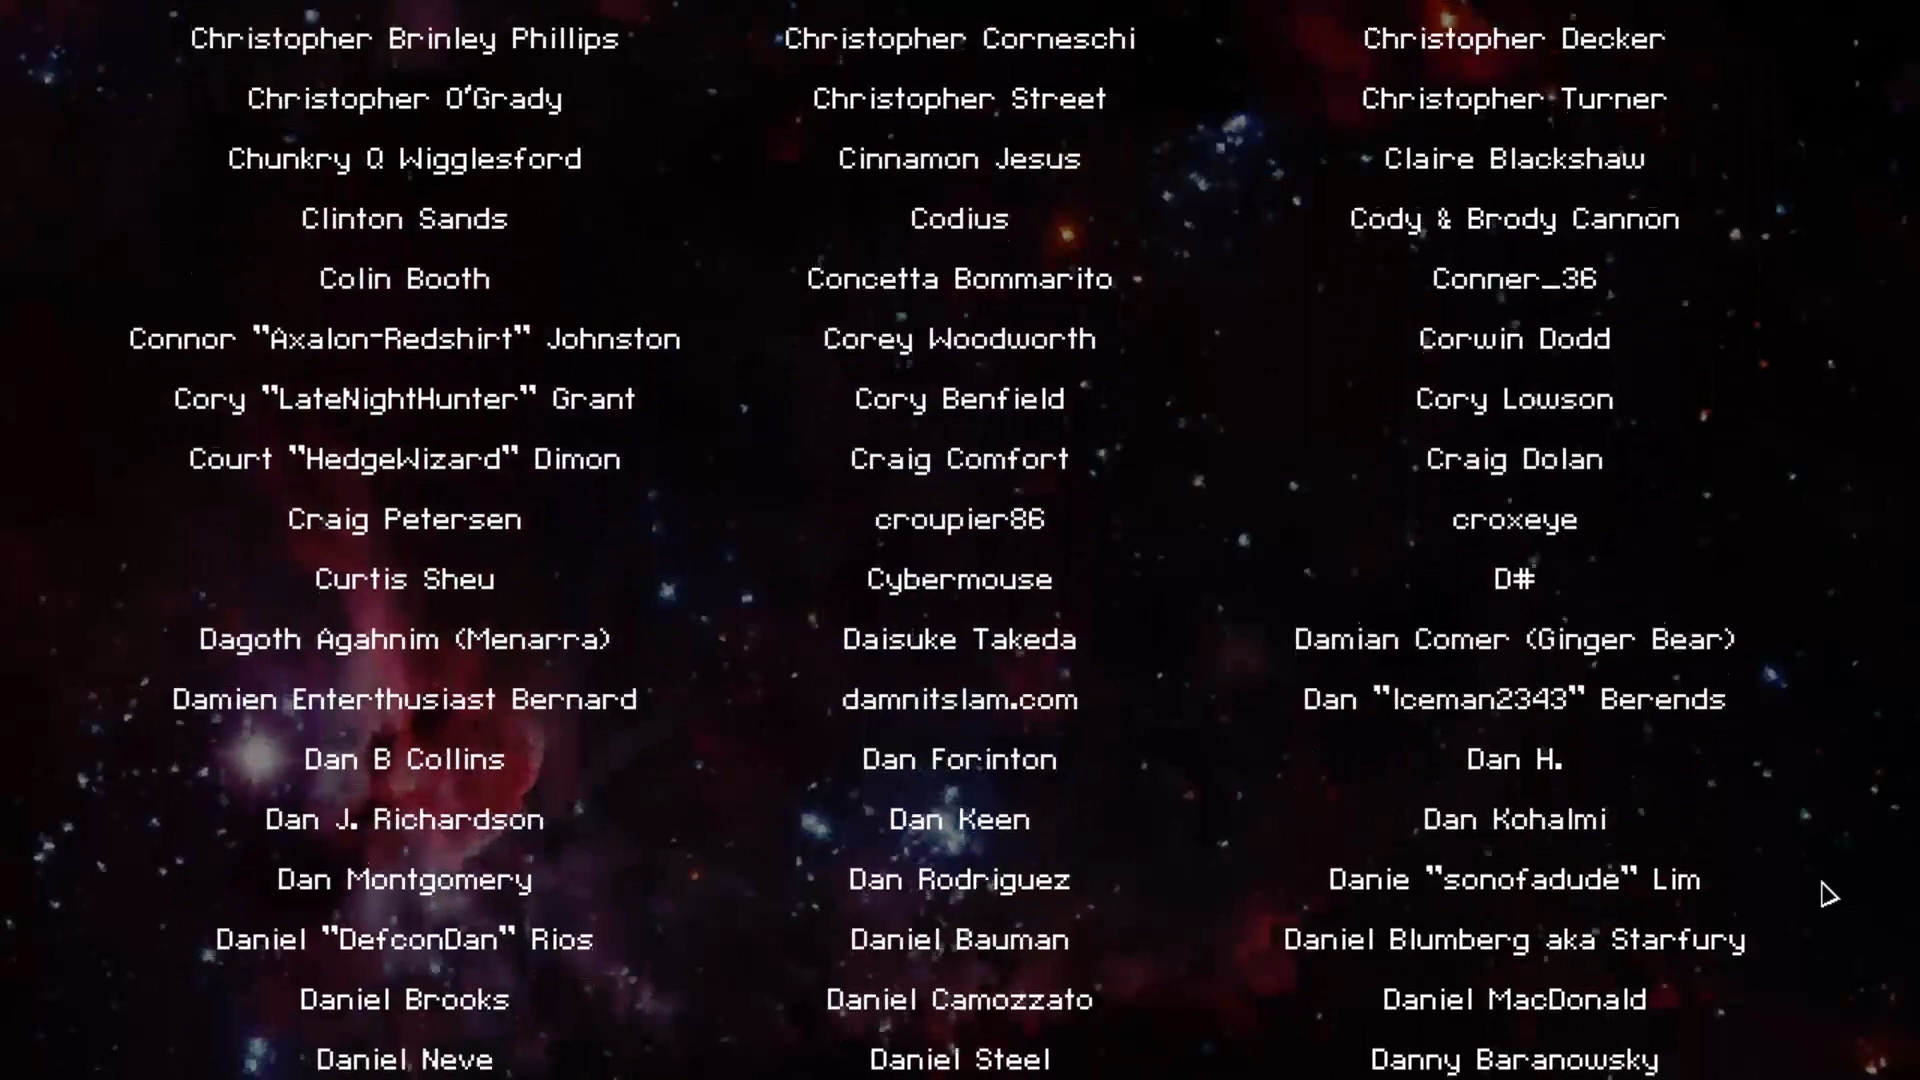 Christopher Brinley Phillips Christopher Corneschi Christopher Decker
Christopher O'Grady Christopher Street Christopher Turner
Chunkry Q Wigglesford Cinnamon Jesus Claire Blackshaw
Clinton Sands Codius Cody & Brody Cannon
Colin Booth Concetta Bommarito Conner_36
Connor "Axalon-Redshirt" Johnston Corey Woodworth Corwin Dodd
Cory "LateNightHunter" Grant Cory Benfield Cory Lowson
Court "HedgeWizard" Dimon Craig Comfort Craig Dolan
Craig Petersen croupier86 croxeye
Curtis Sheu Cybermouse D#
Dagoth Agahnim (Menarra) Daisuke Takeda Damian Comer (Ginger Bear)
Damien Enterthusiast Bernard damnitslam.com Dan "Iceman2343" Berends
Dan B Collins Dan Forinton Dan H.
Dan J. Richardson Dan Keen Dan Kohalmi
Dan Montgomery Dan Rodriguez Danie "sonofadude" Lim
Daniel "DefconDan" Rios Daniel Bauman Daniel Blumberg aka Starfury
Daniel Brooks Daniel Camozzato Daniel MacDonald
Daniel Neve Daniel Steel Danny Baranowsky